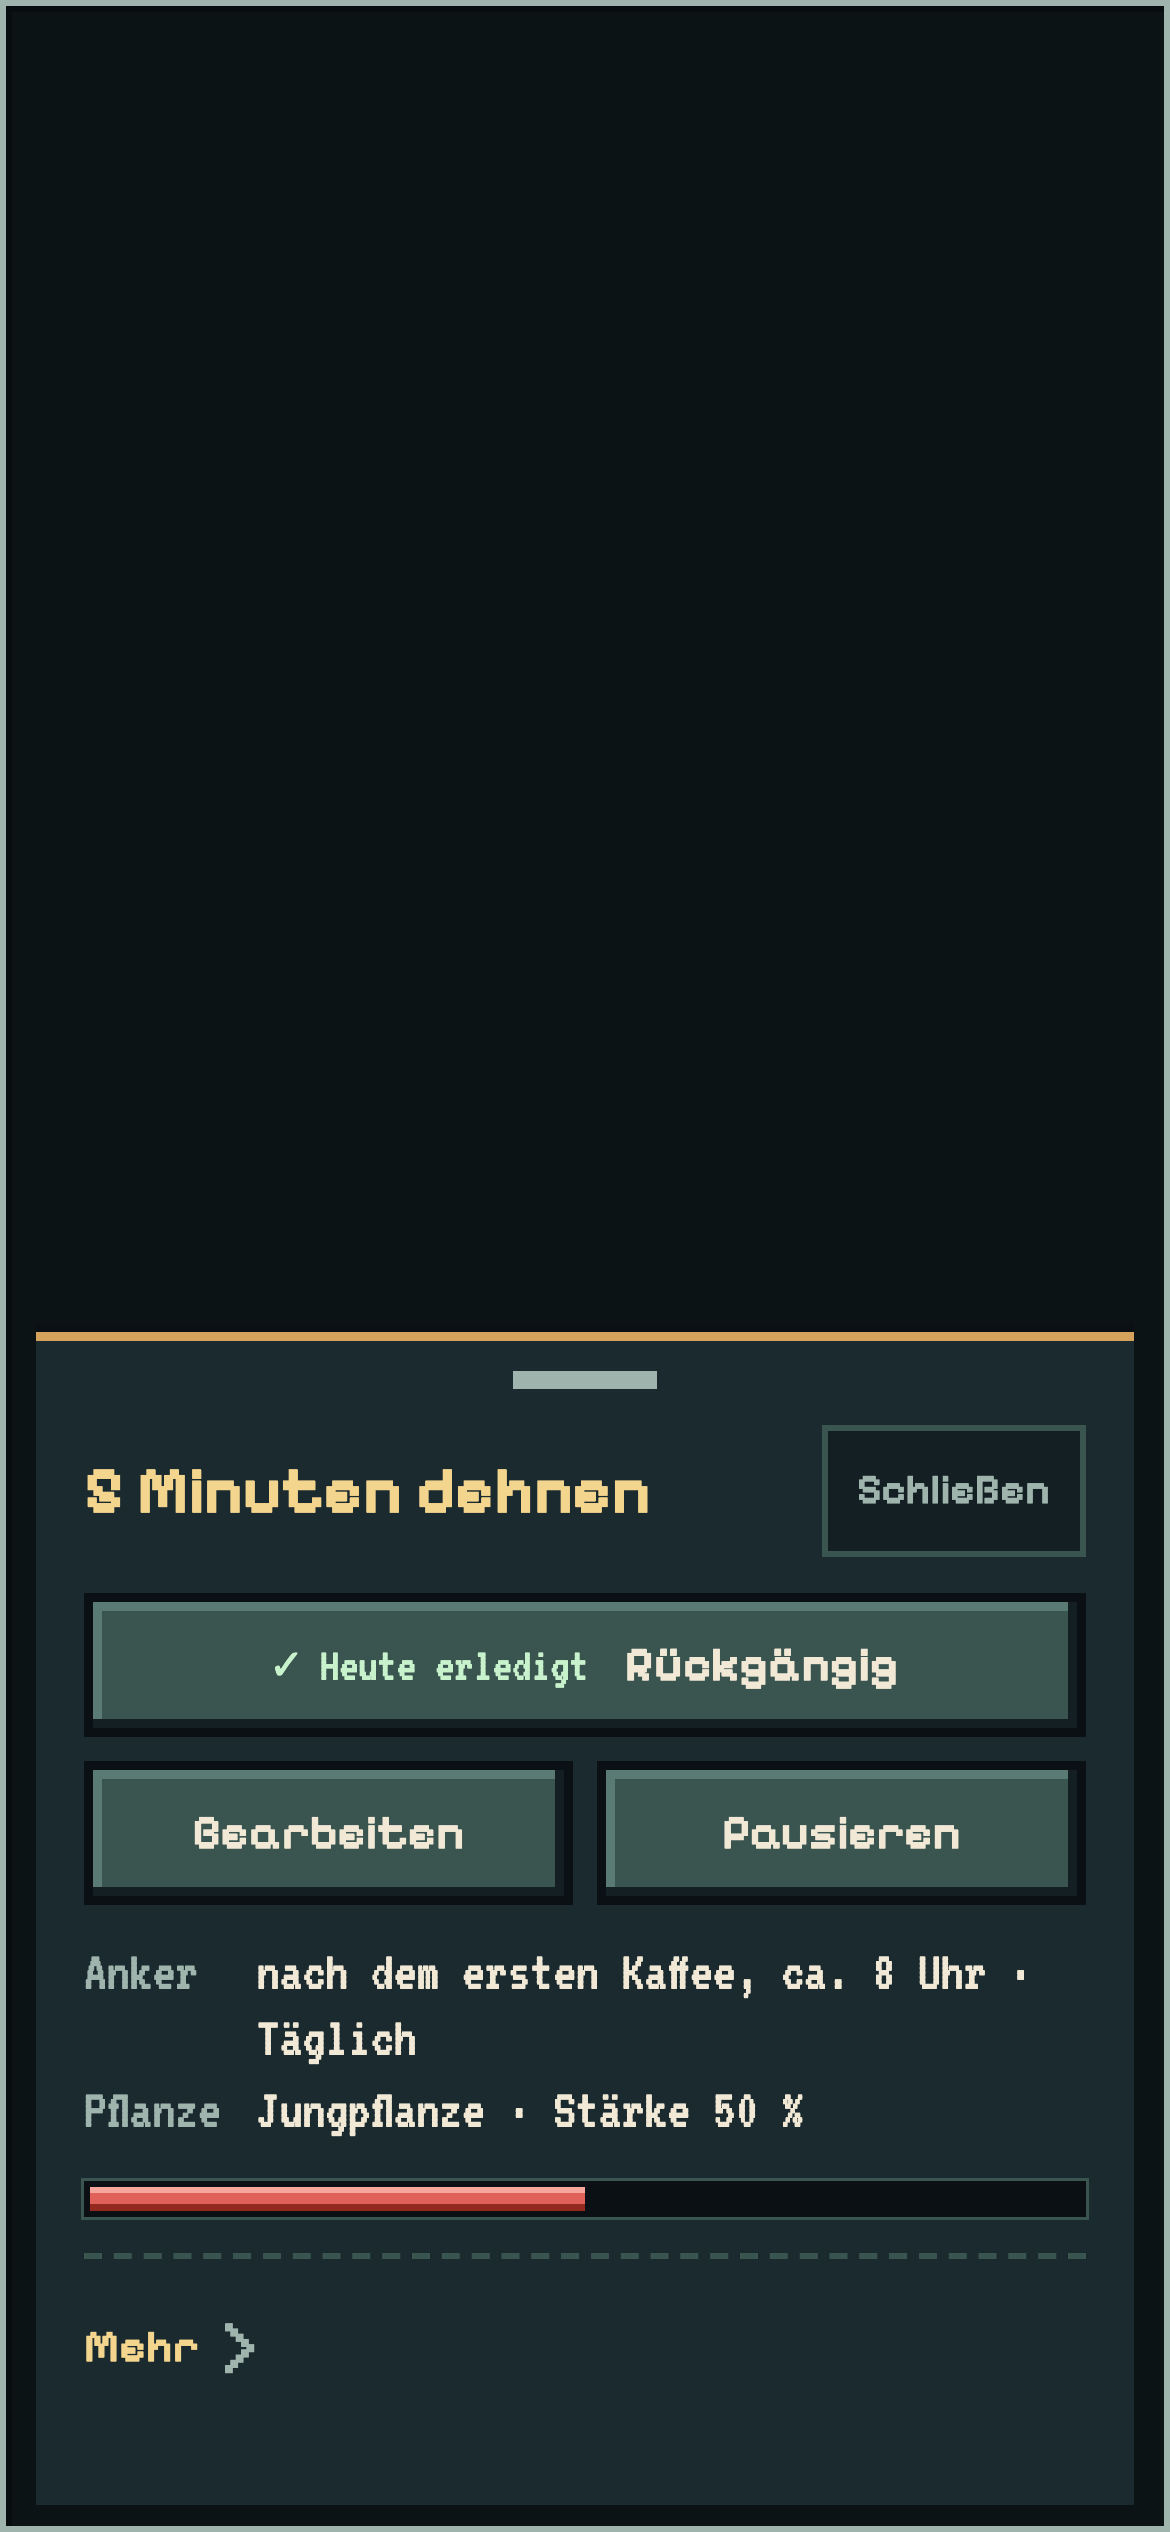 5 Minuten dehnen
Schließen
✓ Heute erledigt Rückgängig
Bearbeiten
Pausieren
Anker nach dem ersten Kaffee, ca. 8 Uhr ·
Täglich
Pflanze Jungpflanze · Stärke 50 %
Mehr